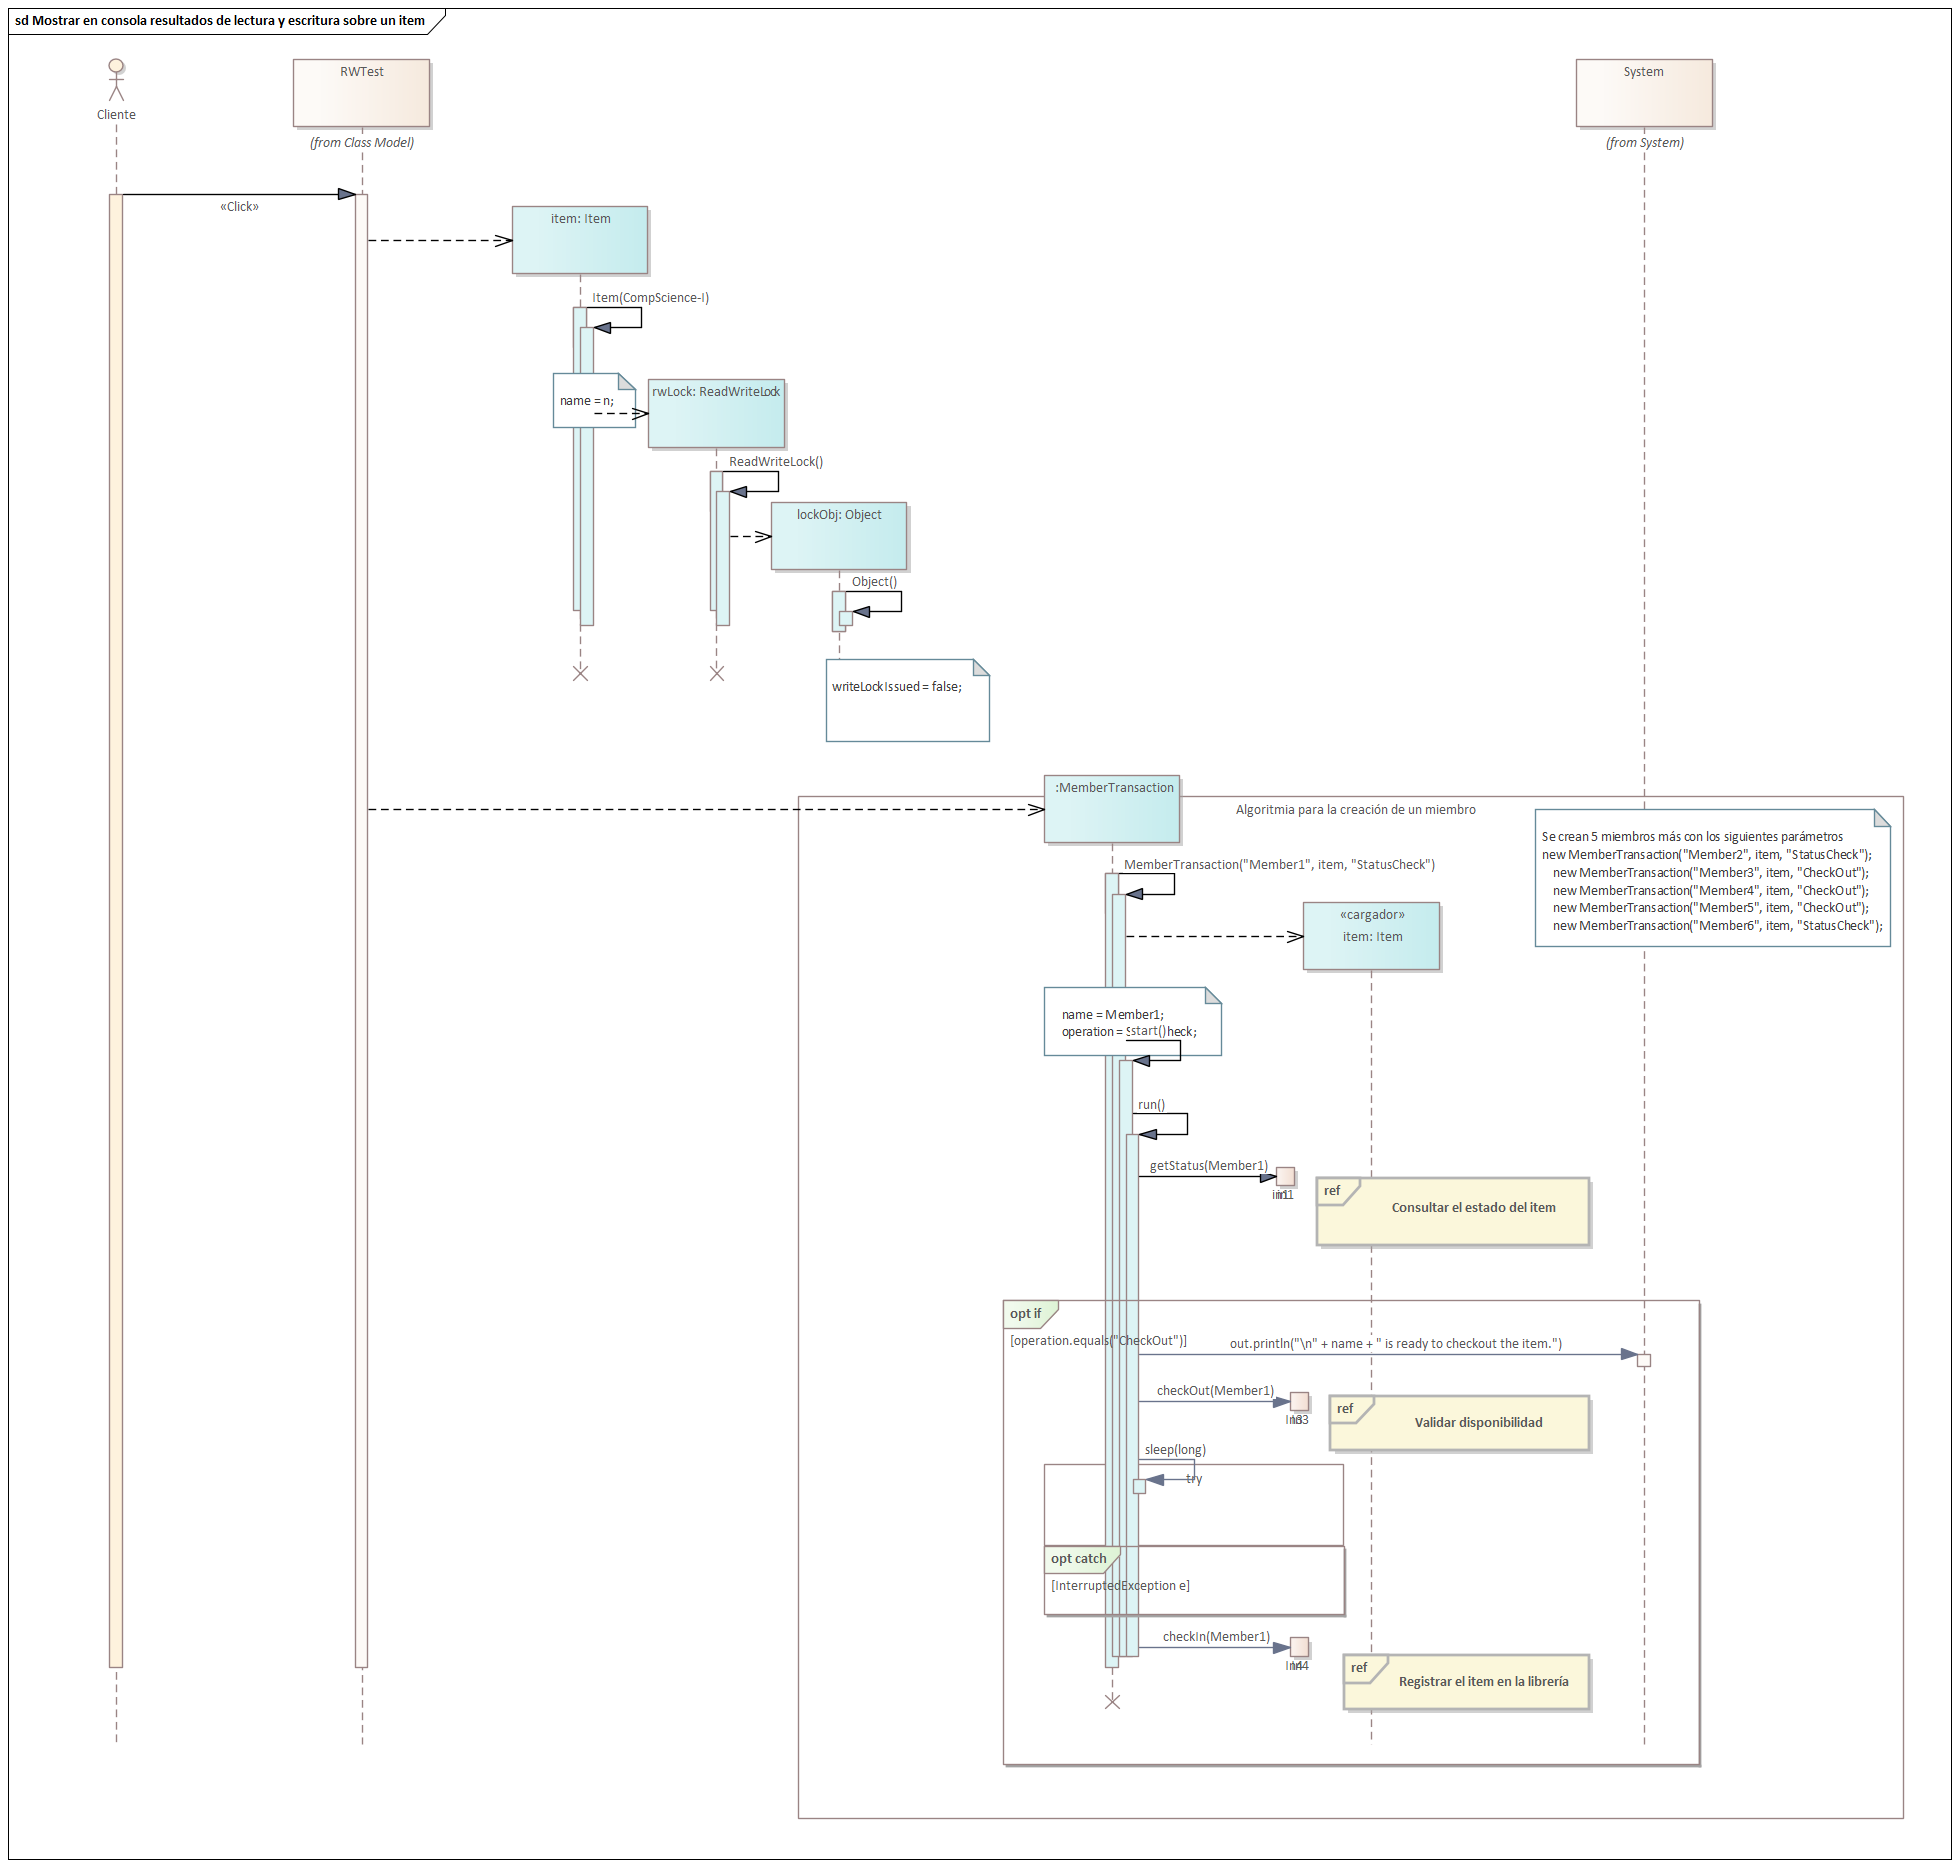 sd Mostrar en consola resultados de lectura y escritura sobre un item
Cliente
RWTest
(from Class Model)
System
(from System)
«Click»
item: Item
Item(CompScience-I)
name = n;
rwLock: ReadWriteLock
ReadWriteLock()
lockObj: Object
Object()
writeLockIssued = false;
:MemberTransaction
Algoritmia para la creación de un miembro
Se crean 5 miembros más con los siguientes parámetros
new MemberTransaction("Member2", item, "StatusCheck");
new MemberTransaction("Member3", item, "CheckOut");
new MemberTransaction("Member4", item, "CheckOut");
new MemberTransaction("Member5", item, "CheckOut");
new MemberTransaction("Member6", item, "StatusCheck");
MemberTransaction("Member1", item, "StatusCheck")
«cargador»
item: Item
name = Member1;
operation = S
start()
heck;
run()
getStatus(Member1)
ref
Consultar el estado del item
opt if
[operation.equals("CheckOut")]
out.println("\n" + name + " is ready to checkout the item.")
checkOut(Member1)
ref
Validar disponibilidad
sleep(long)
try
opt catch
[InterruptedException e]
checkIn(Member1)
ref
Registrar el item en la librería